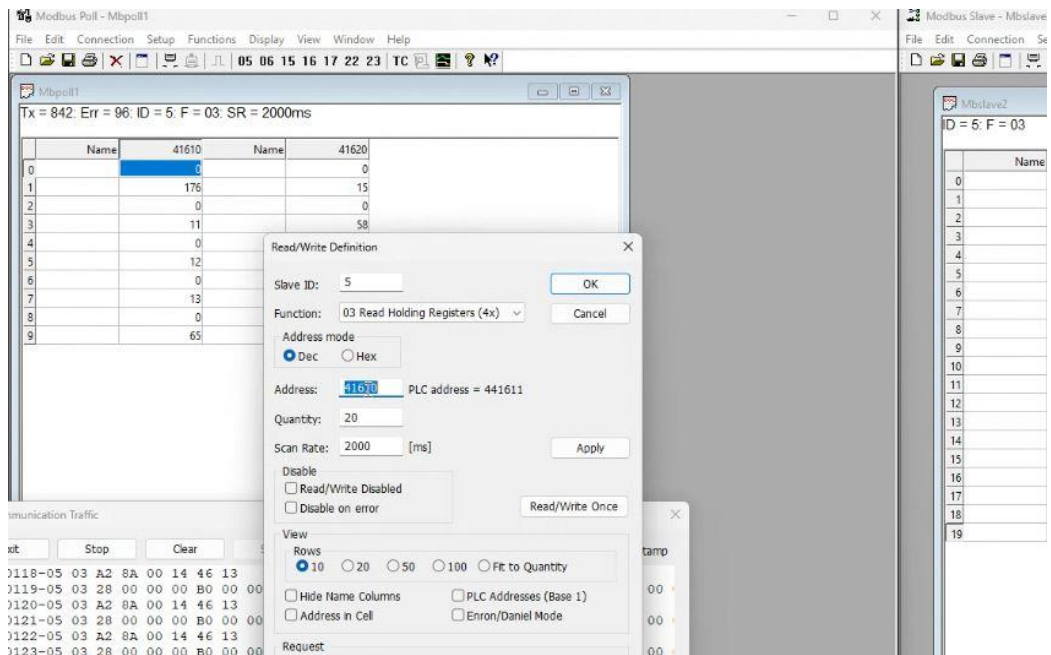 Modbus Poll - Mbpoll1
File Edit Connection Setup Functions Display View Window Help
05 06 15 16 17 22 23 TC
Mbpoll1
Tx = 842: Err = 96: ID = 5: F = 03: SR = 2000ms
Name 41610 Name 41620
0 0 0
1 176 15
2 0 0
3 11 58
4 0
5 12
6 0
7 13
8 0
9 65
Read/Write Definition
Slave ID: 5
OK
Function: 03 Read Holding Registers (4x)
Cancel
Address mode
Dec Hex
Address: 41610 PLC address = 441611
Quantity: 20
Scan Rate: 2000 [ms]
Apply
Disable
Read/Write Disabled
Disable on error
Read/Write Once
View
Rows
10 20 50 100 Fit to Quantity
Hide Name Columns PLC Addresses (Base 1)
Address in Cell Enron/Daniel Mode
Request
mmunication Traffic
xit Stop Clear S
tamp
0118-05 03 A2 8A 00 14 46 13
0119-05 03 28 00 00 00 B0 00 00
00
0120-05 03 A2 8A 00 14 46 13
0121-05 03 28 00 00 00 B0 00 00
00
0122-05 03 A2 8A 00 14 46 13
0123-05 03 28 00 00 00 B0 00 00
00
Modbus Slave - Mbslave
File Edit Connection Se
Mbslave2
ID = 5: F = 03
Name
0
1
2
3
4
5
6
7
8
9
10
11
12
13
14
15
16
17
18
19